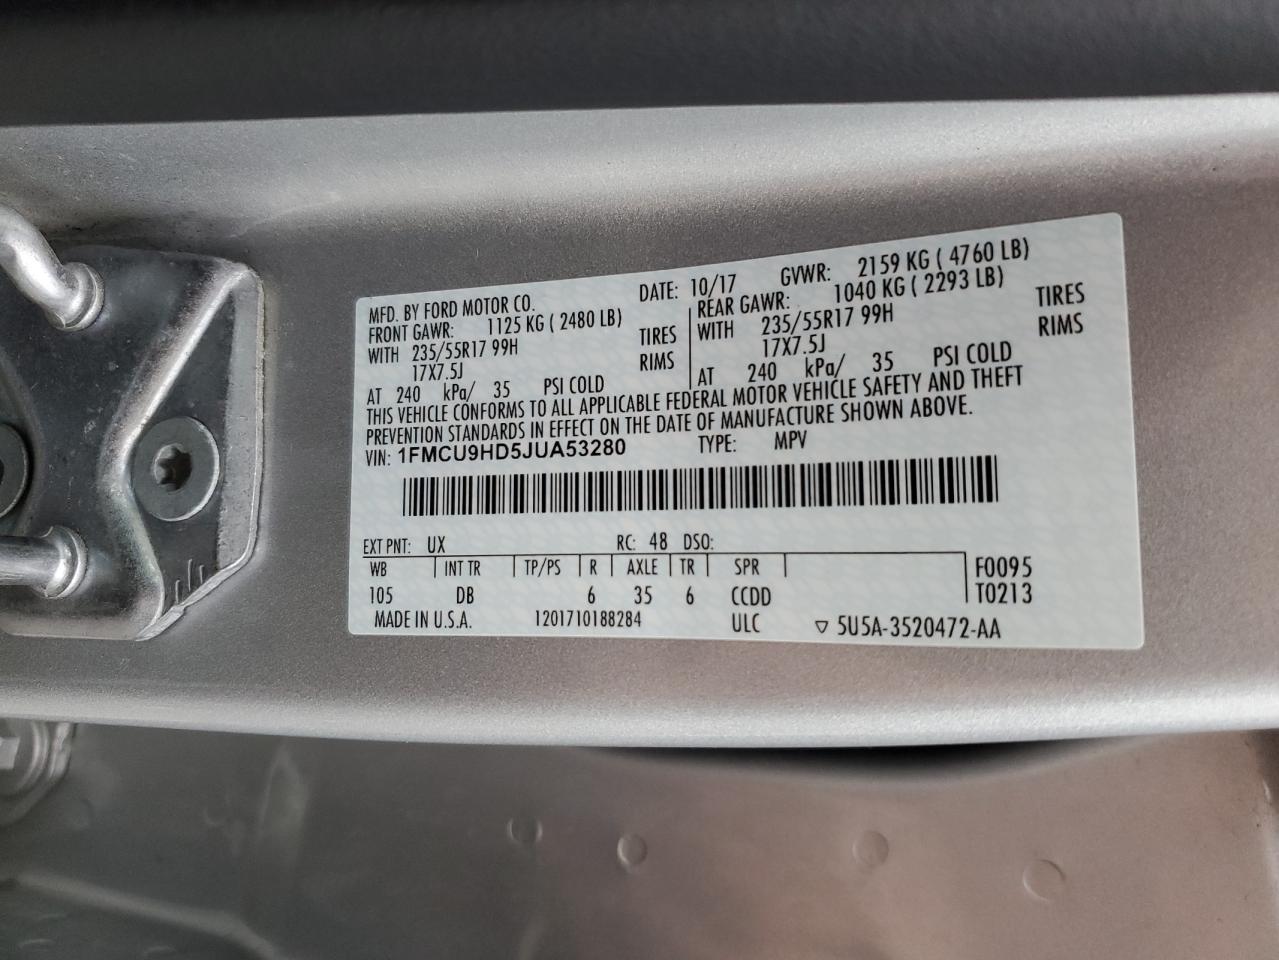 MFD. BY FORD MOTOR CO. DATE: 10/17 GVWR: 2159 KG ( 4760 LB)
FRONT GAWR: 1125 KG ( 2480 LB) REAR GAWR: 1040 KG ( 2293 LB)
WITH 235/55R17 99H TIRES WITH 235/55R17 99H TIRES
17X7.5J RIMS 17X7.5J RIMS
AT 240 kPa/ 35 PSI COLD AT 240 kPa/ 35 PSI COLD
THIS VEHICLE CONFORMS TO ALL APPLICABLE FEDERAL MOTOR VEHICLE SAFETY AND THEFT
PREVENTION STANDARDS IN EFFECT ON THE DATE OF MANUFACTURE SHOWN ABOVE.
VIN: 1FMCU9HD5JUA53280 TYPE: MPV
EXT PNT: UX RC: 48 DSO:
WB INT TR TP/PS R AXLE TR SPR F0095
105 DB 6 35 6 CCDD T0213
MADE IN U.S.A. 1201710188284 ULC ▽ 5U5A-3520472-AA